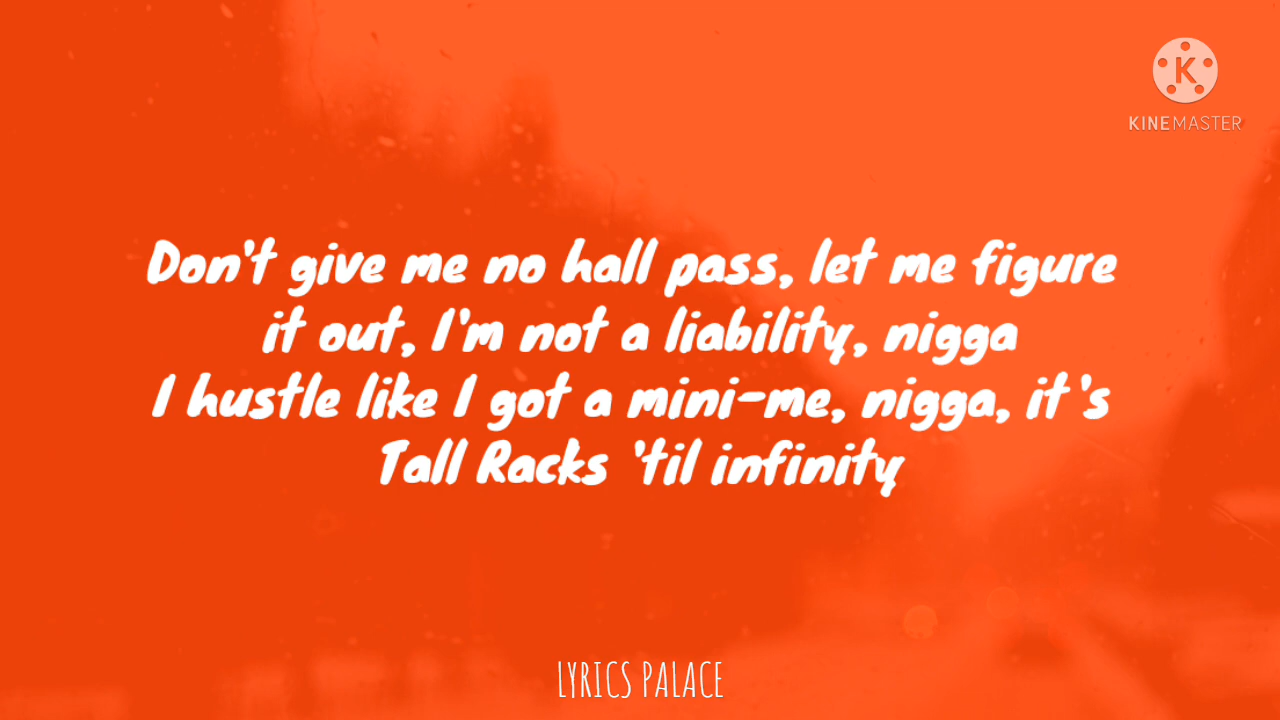 KINEMASTER
Don't give me no hall pass, let me figure
it out, I'm not a liability, nigga
I hustle like I got a mini-me, nigga, it's
Tall Racks 'til infinity
LYRICS PALACE